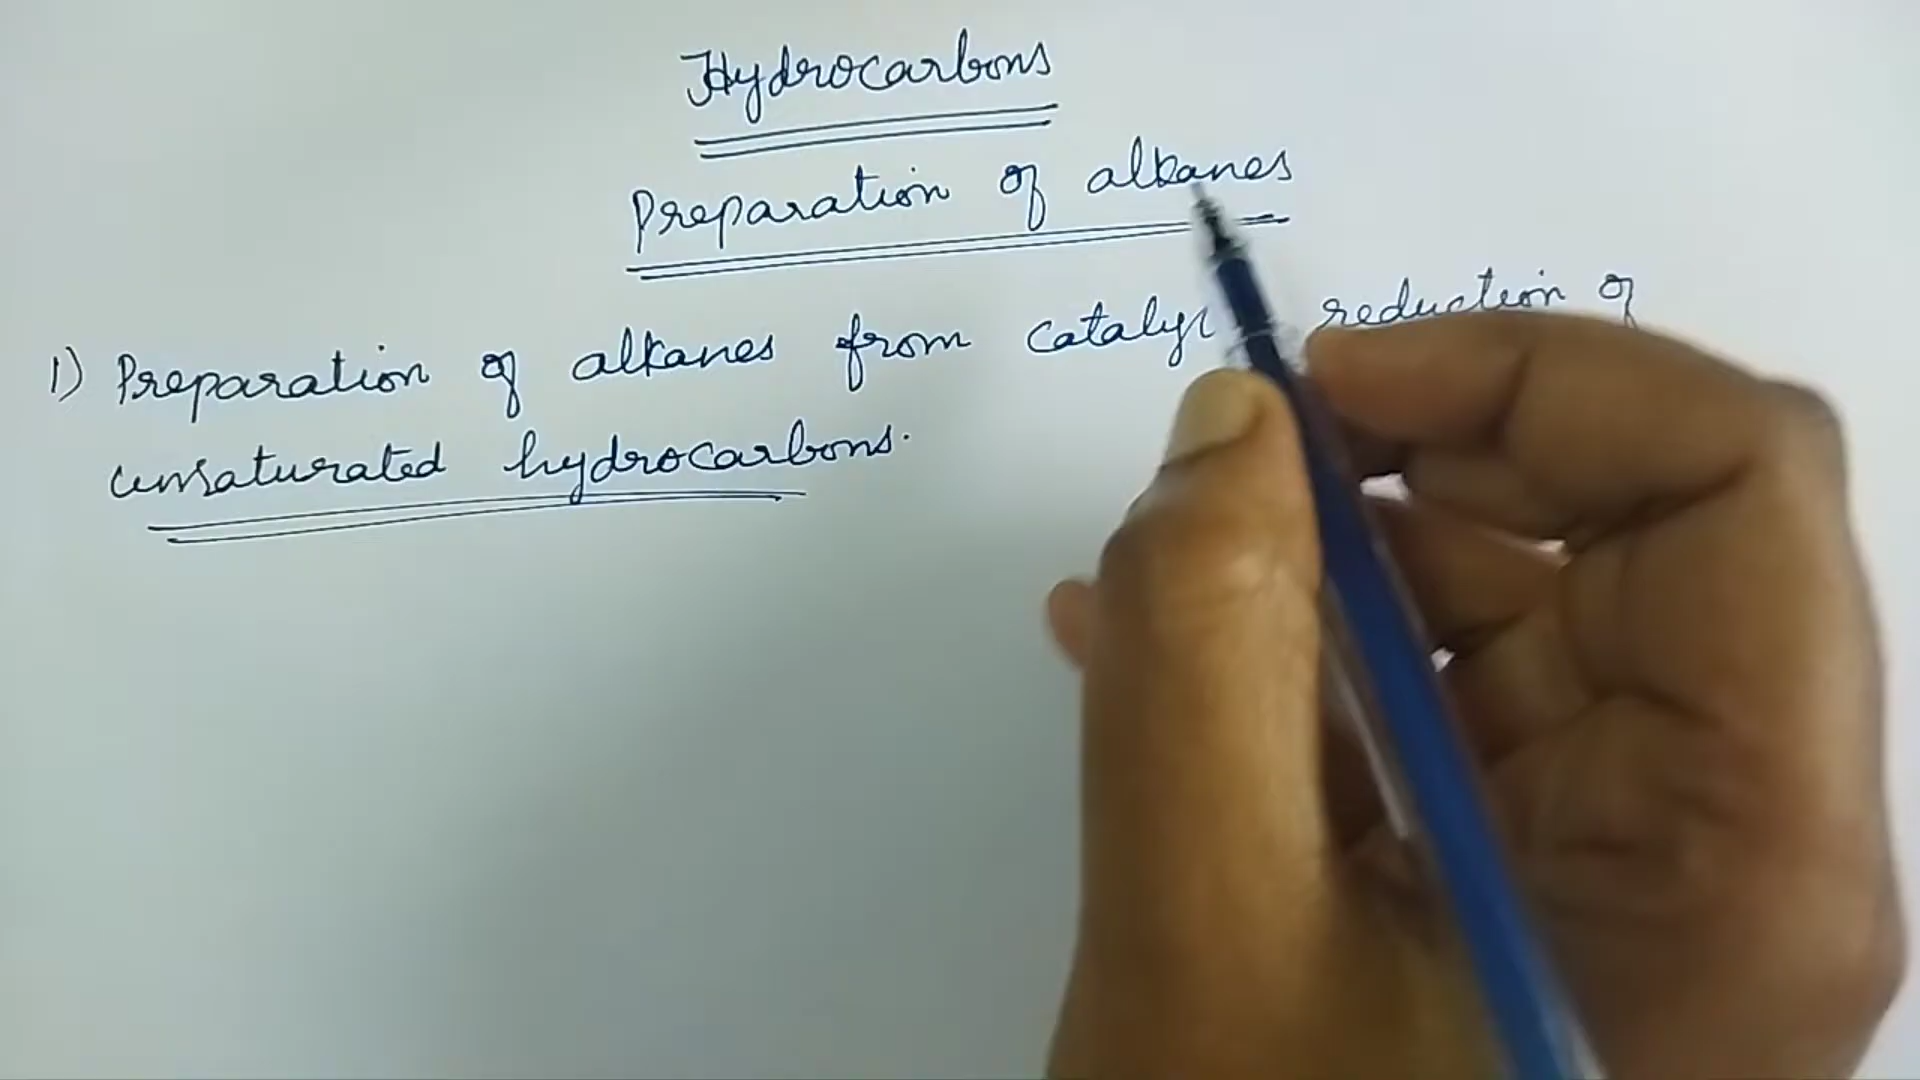 Hydrocarbons
Preparation of alkanes
1) Preparation of alkanes from reduction of
unsaturated hydrocarbons.